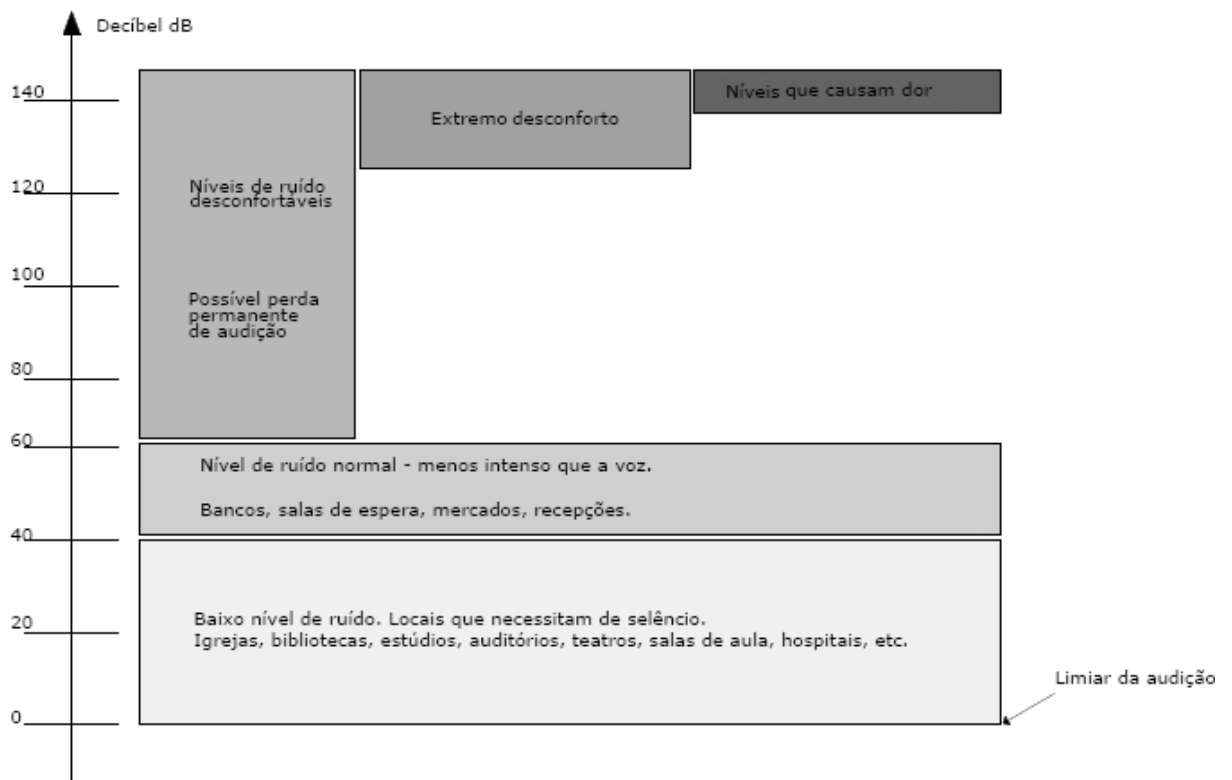 Decíbel dB
140
Níveis que causam dor
Extremo desconforto
120
Níveis de ruído
desconfortáveis
100
Possível perda
permanente
de audição
80
60
Nível de ruído normal - menos intenso que a voz.
Bancos, salas de espera, mercados, recepções.
40
20
Baixo nível de ruído. Locais que necessitam de selêncio.
Igrejas, bibliotecas, estúdios, auditórios, teatros, salas de aula, hospitais, etc.
Limiar da audição
0